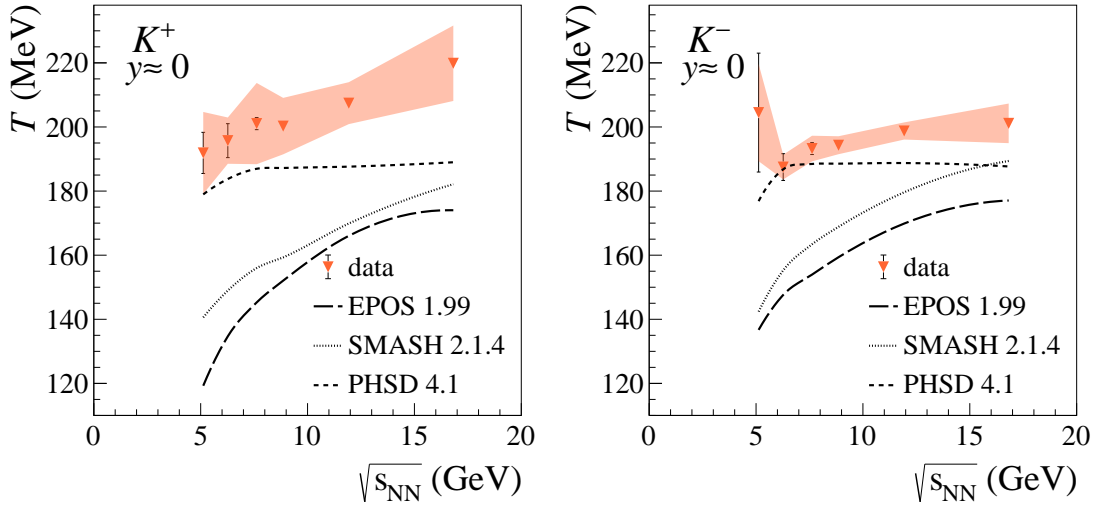 T (MeV)
220
200
180
160
140
120
K⁺
y≈ 0
data
EPOS 1.99
SMASH 2.1.4
PHSD 4.1
0 5 10 15 20
√s_NN (GeV)
T (MeV)
220
200
180
160
140
120
K⁻
y≈ 0
data
EPOS 1.99
SMASH 2.1.4
PHSD 4.1
0 5 10 15 20
√s_NN (GeV)